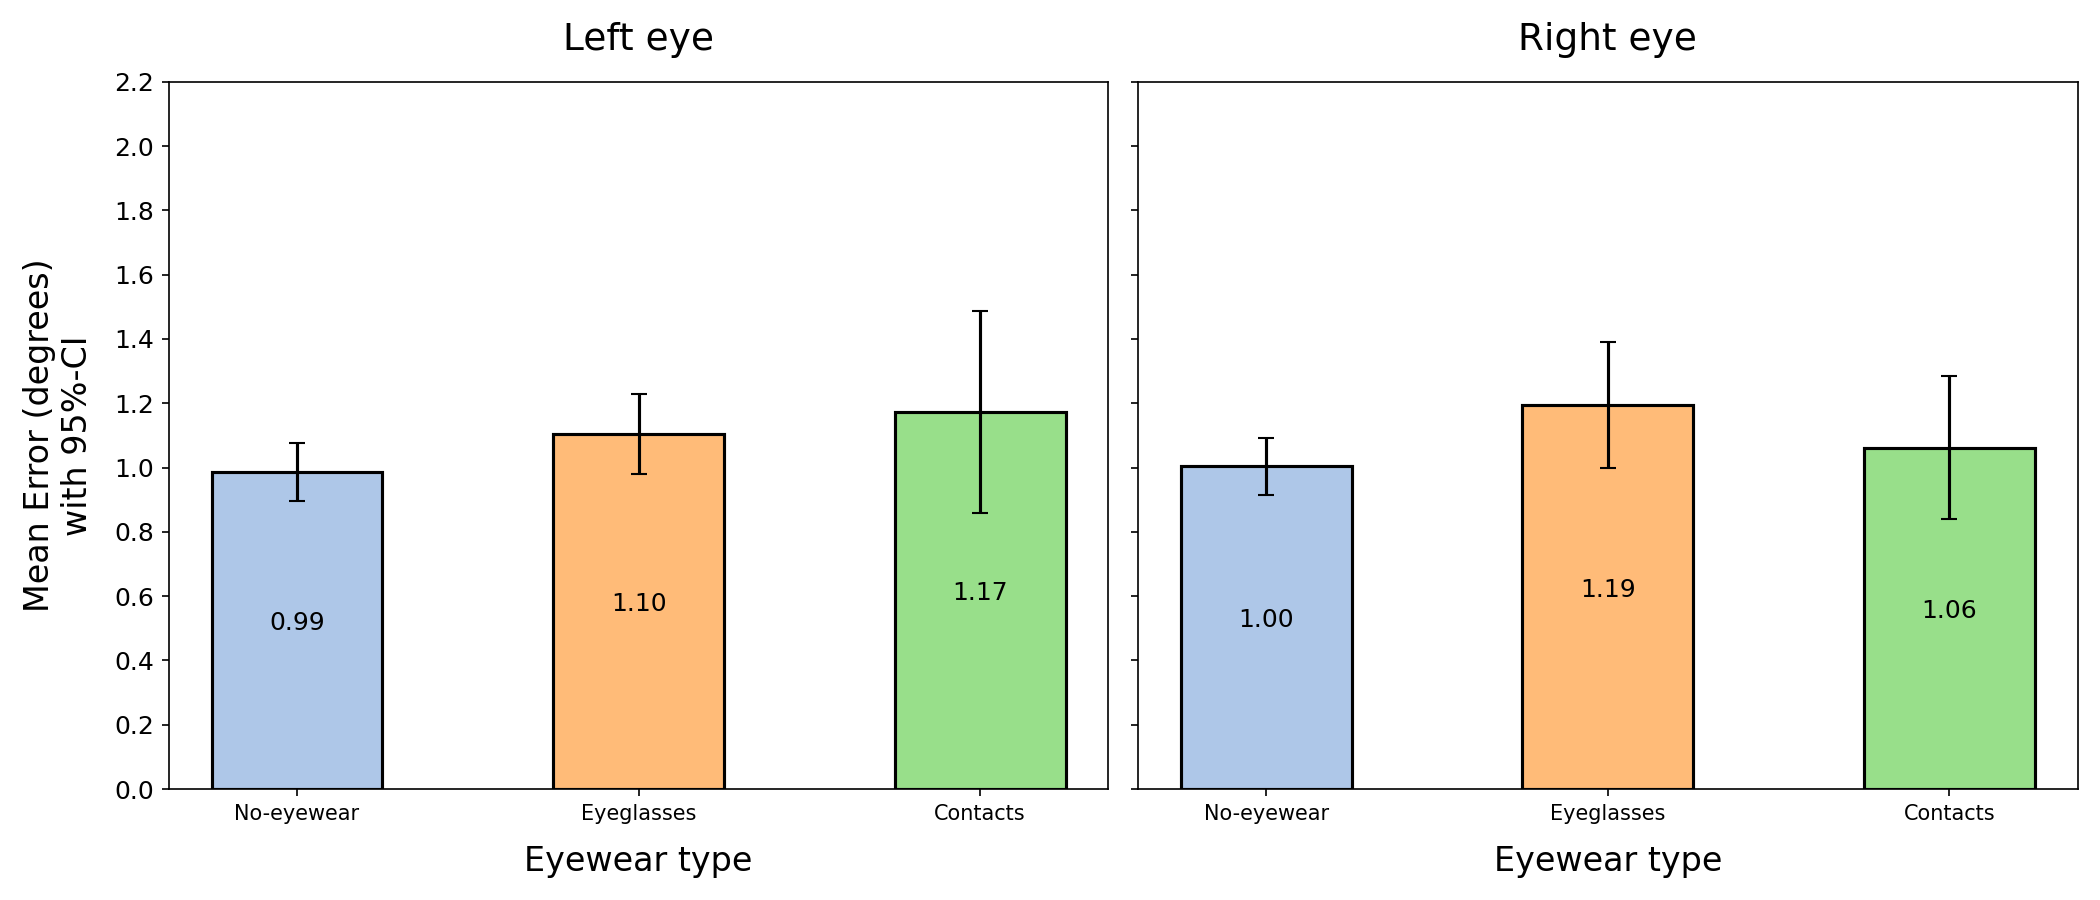 Left eye
Right eye
Mean Error (degrees)
with 95%-CI
2.2
2.0
1.8
1.6
1.4
1.2
1.0
0.8
0.6
0.4
0.2
0.0
0.99
1.10
1.17
1.00
1.19
1.06
No-eyewear
Eyeglasses
Contacts
No-eyewear
Eyeglasses
Contacts
Eyewear type
Eyewear type